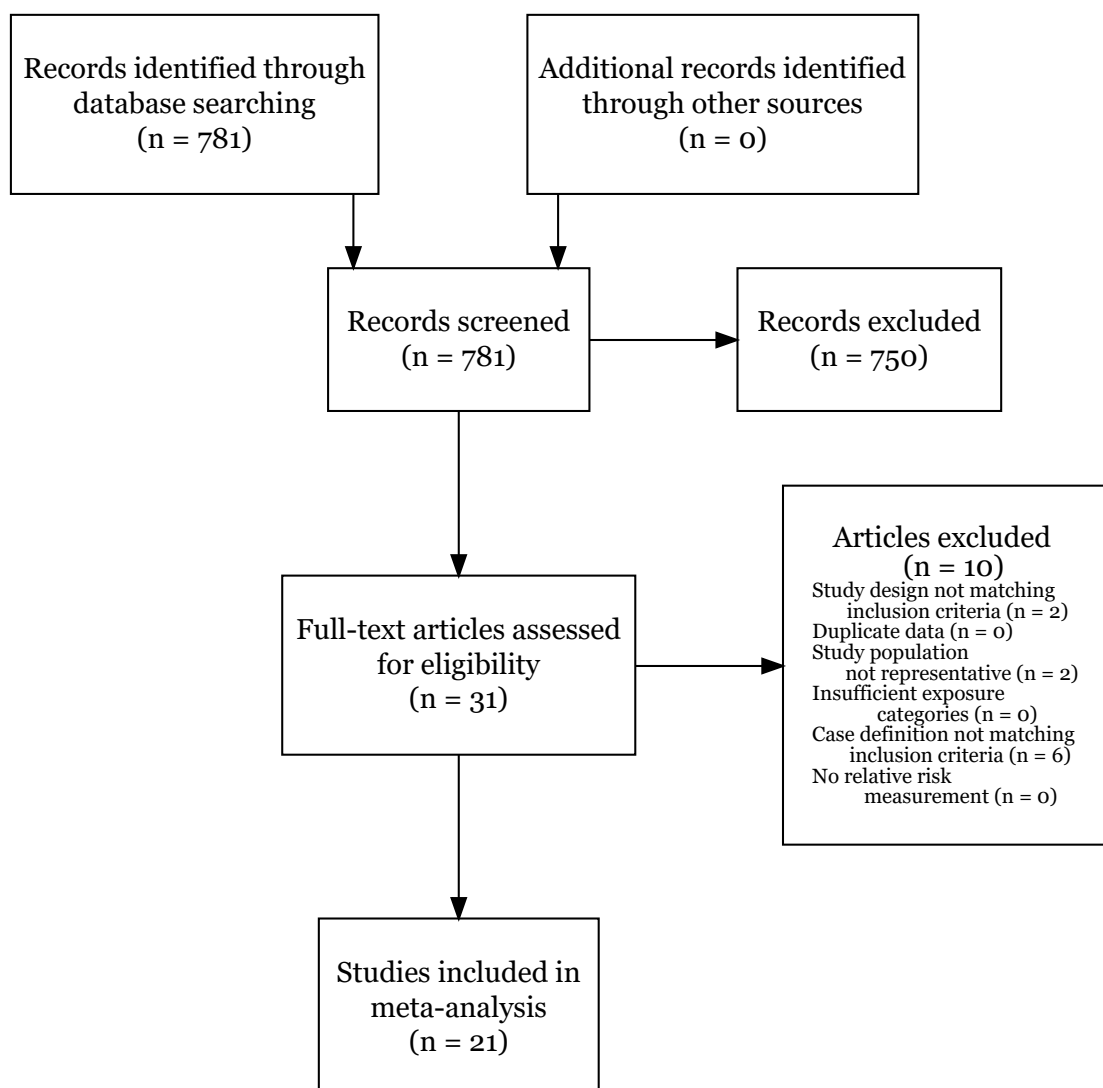 Records identified through
database searching
(n = 781)
Additional records identified
through other sources
(n = 0)
Records screened
(n = 781)
Records excluded
(n = 750)
Full-text articles assessed
for eligibility
(n = 31)
Articles excluded
(n = 10)
Study design not matching
inclusion criteria (n = 2)
Duplicate data (n = 0)
Study population
not representative (n = 2)
Insufficient exposure
categories (n = 0)
Case definition not matching
inclusion criteria (n = 6)
No relative risk
measurement (n = 0)
Studies included in
meta-analysis
(n = 21)